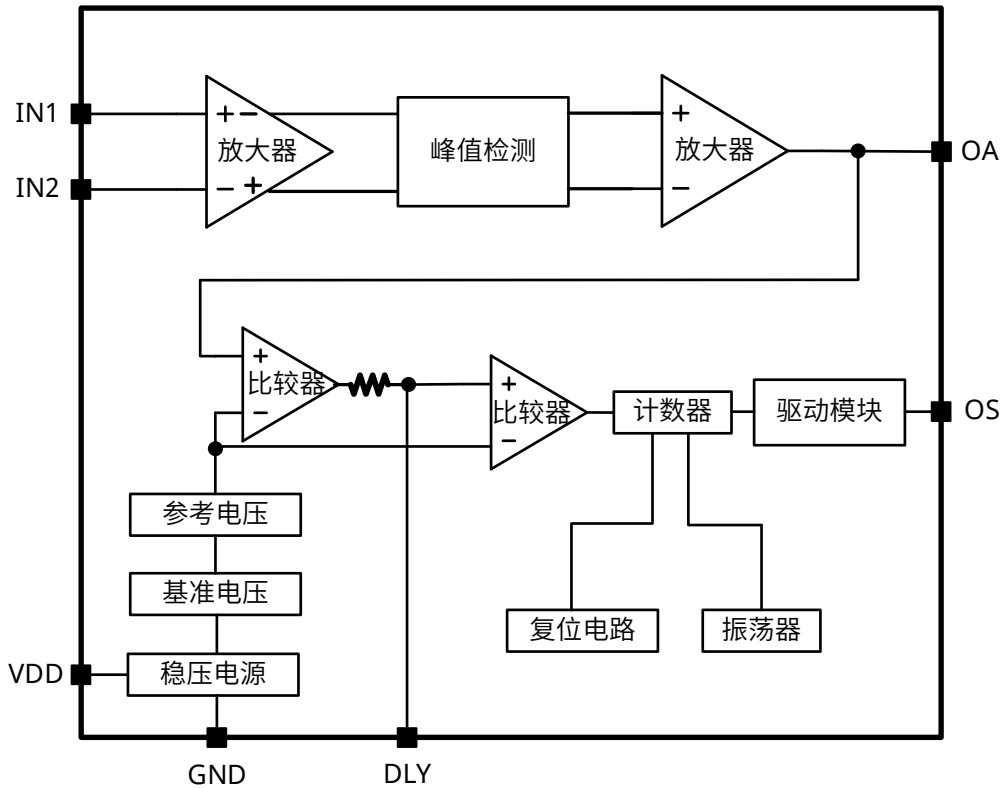 IN1
IN2
+ −
放大器
− +
峰值检测
+
放大器
−
OA
+
比较器
−
+
比较器
−
计数器
驱动模块
OS
参考电压
基准电压
稳压电源
复位电路
振荡器
VDD
GND
DLY